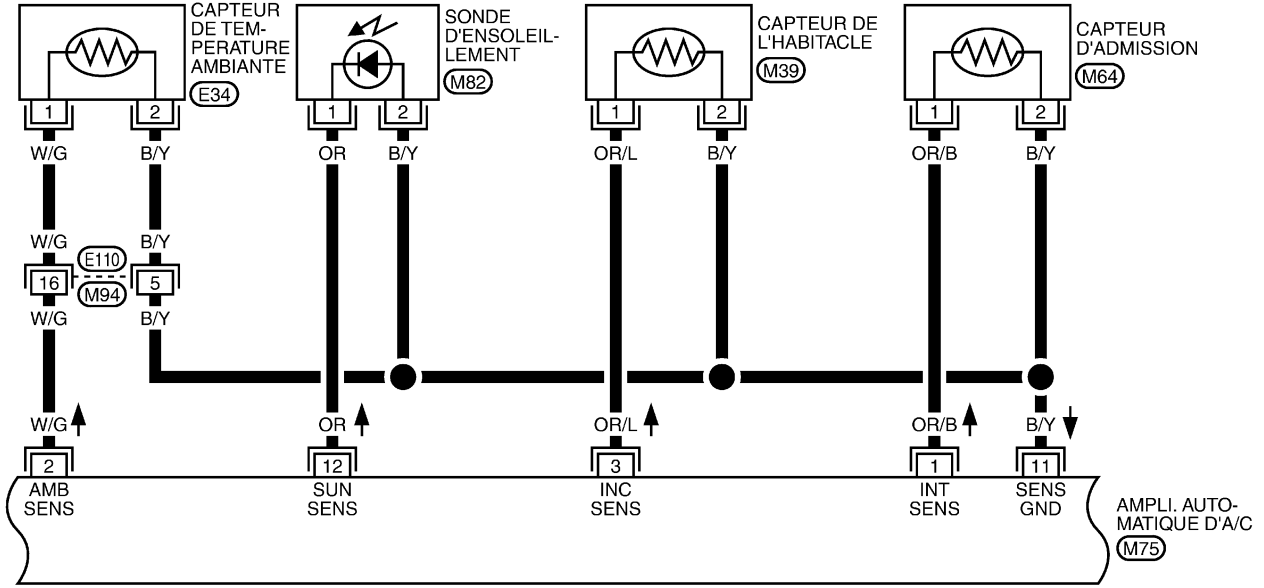 CAPTEUR
DE TEM-
PERATURE
AMBIANTE
E34
SONDE
D'ENSOLEIL-
LEMENT
M82
CAPTEUR DE
L'HABITACLE
M39
CAPTEUR
D'ADMISSION
M64
1 2 1 2 1 2 1 2
W/G B/Y OR B/Y OR/L B/Y OR/B B/Y
W/G B/Y
E110
16 5
M94
W/G B/Y
W/G OR OR/L OR/B B/Y
2 12 3 1 11
AMB
SENS
SUN
SENS
INC
SENS
INT
SENS
SENS
GND
AMPLI. AUTO-
MATIQUE D'A/C
M75